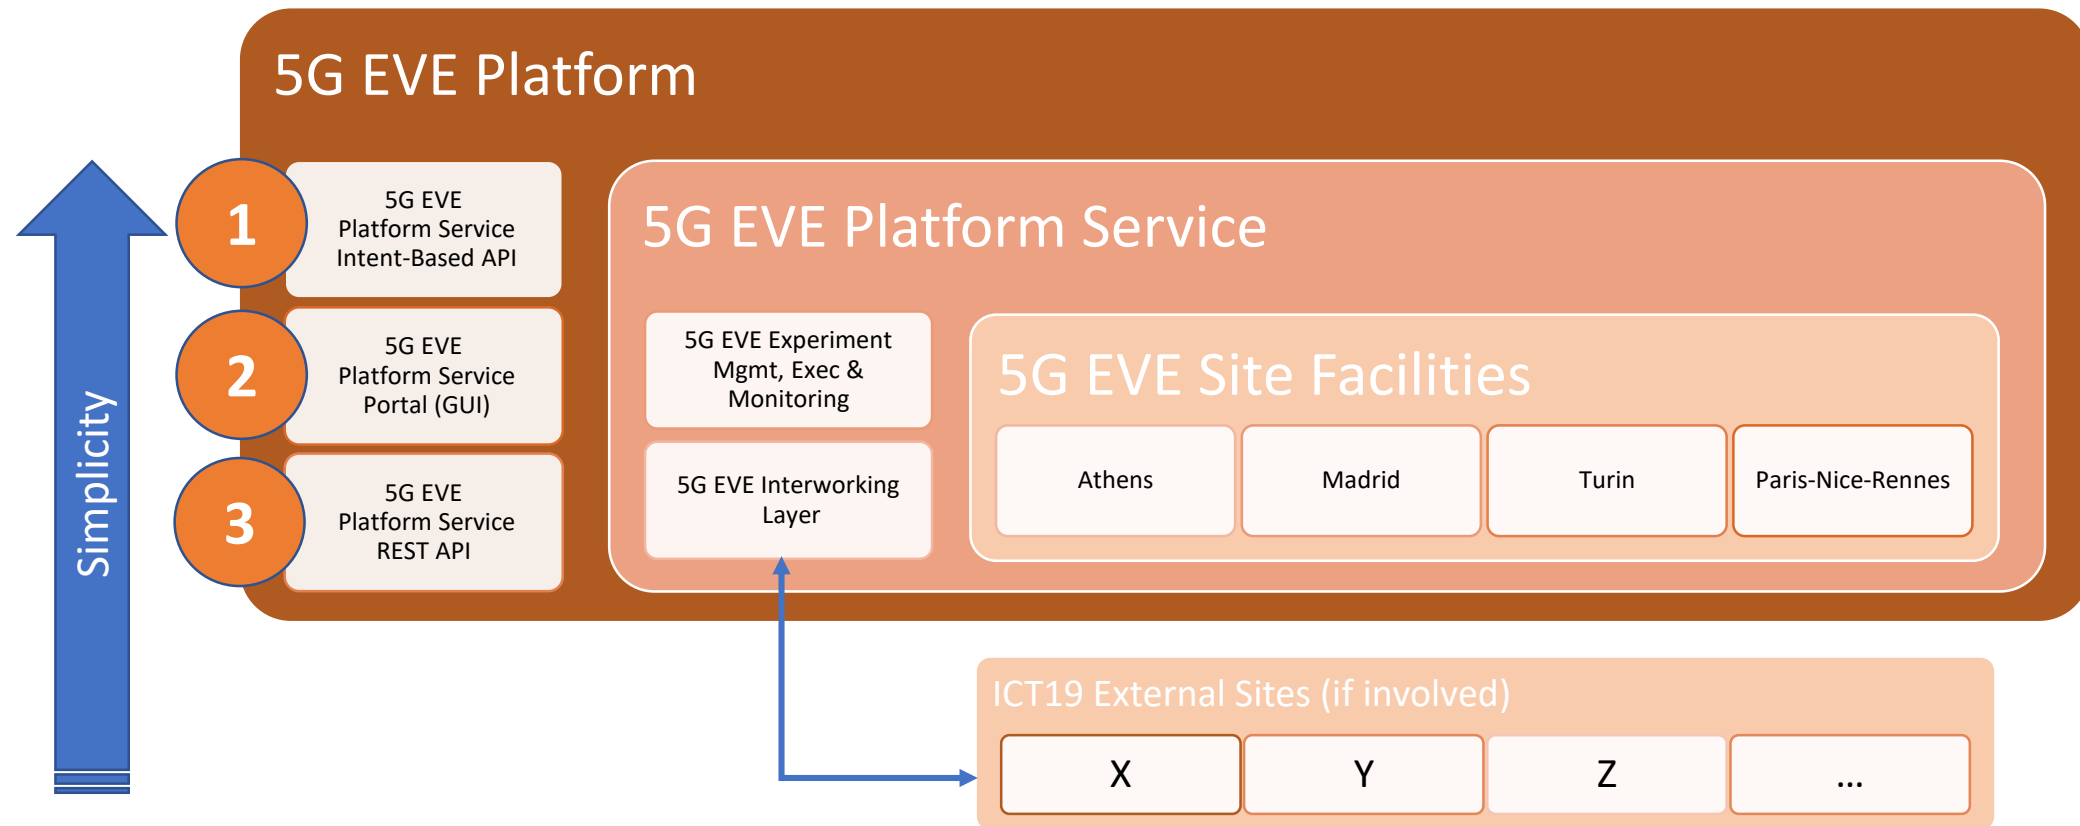 5G EVE Platform
Simplicity
1
5G EVE
Platform Service
Intent-Based API
2
5G EVE
Platform Service
Portal (GUI)
3
5G EVE
Platform Service
REST API
5G EVE Platform Service
5G EVE Experiment
Mgmt, Exec &
Monitoring
5G EVE Interworking
Layer
5G EVE Site Facilities
Athens
Madrid
Turin
Paris-Nice-Rennes
ICT19 External Sites (if involved)
X
Y
Z
...